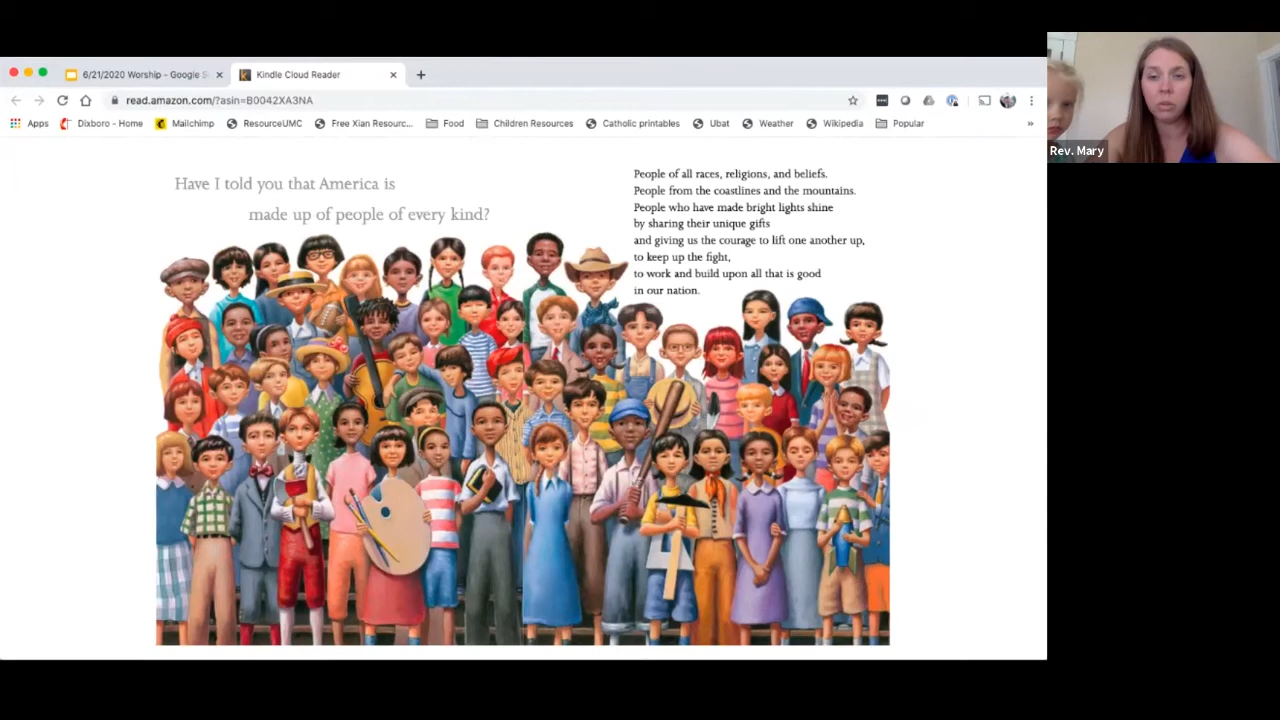 6/21/2020 Worship - Google S
Kindle Cloud Reader
read.amazon.com/?asin=B0042XA3NA
Apps
Dixboro - Home
Mailchimp
ResourceUMC
Free Xian Resourc...
Food
Children Resources
Catholic printables
Ubat
Weather
Wikipedia
Popular
»
Rev. Mary
Have I told you that America is
made up of people of every kind?
People of all races, religions, and beliefs.
People from the coastlines and the mountains.
People who have made bright lights shine
by sharing their unique gifts
and giving us the courage to lift one another up,
to keep up the fight,
to work and build upon all that is good
in our nation.